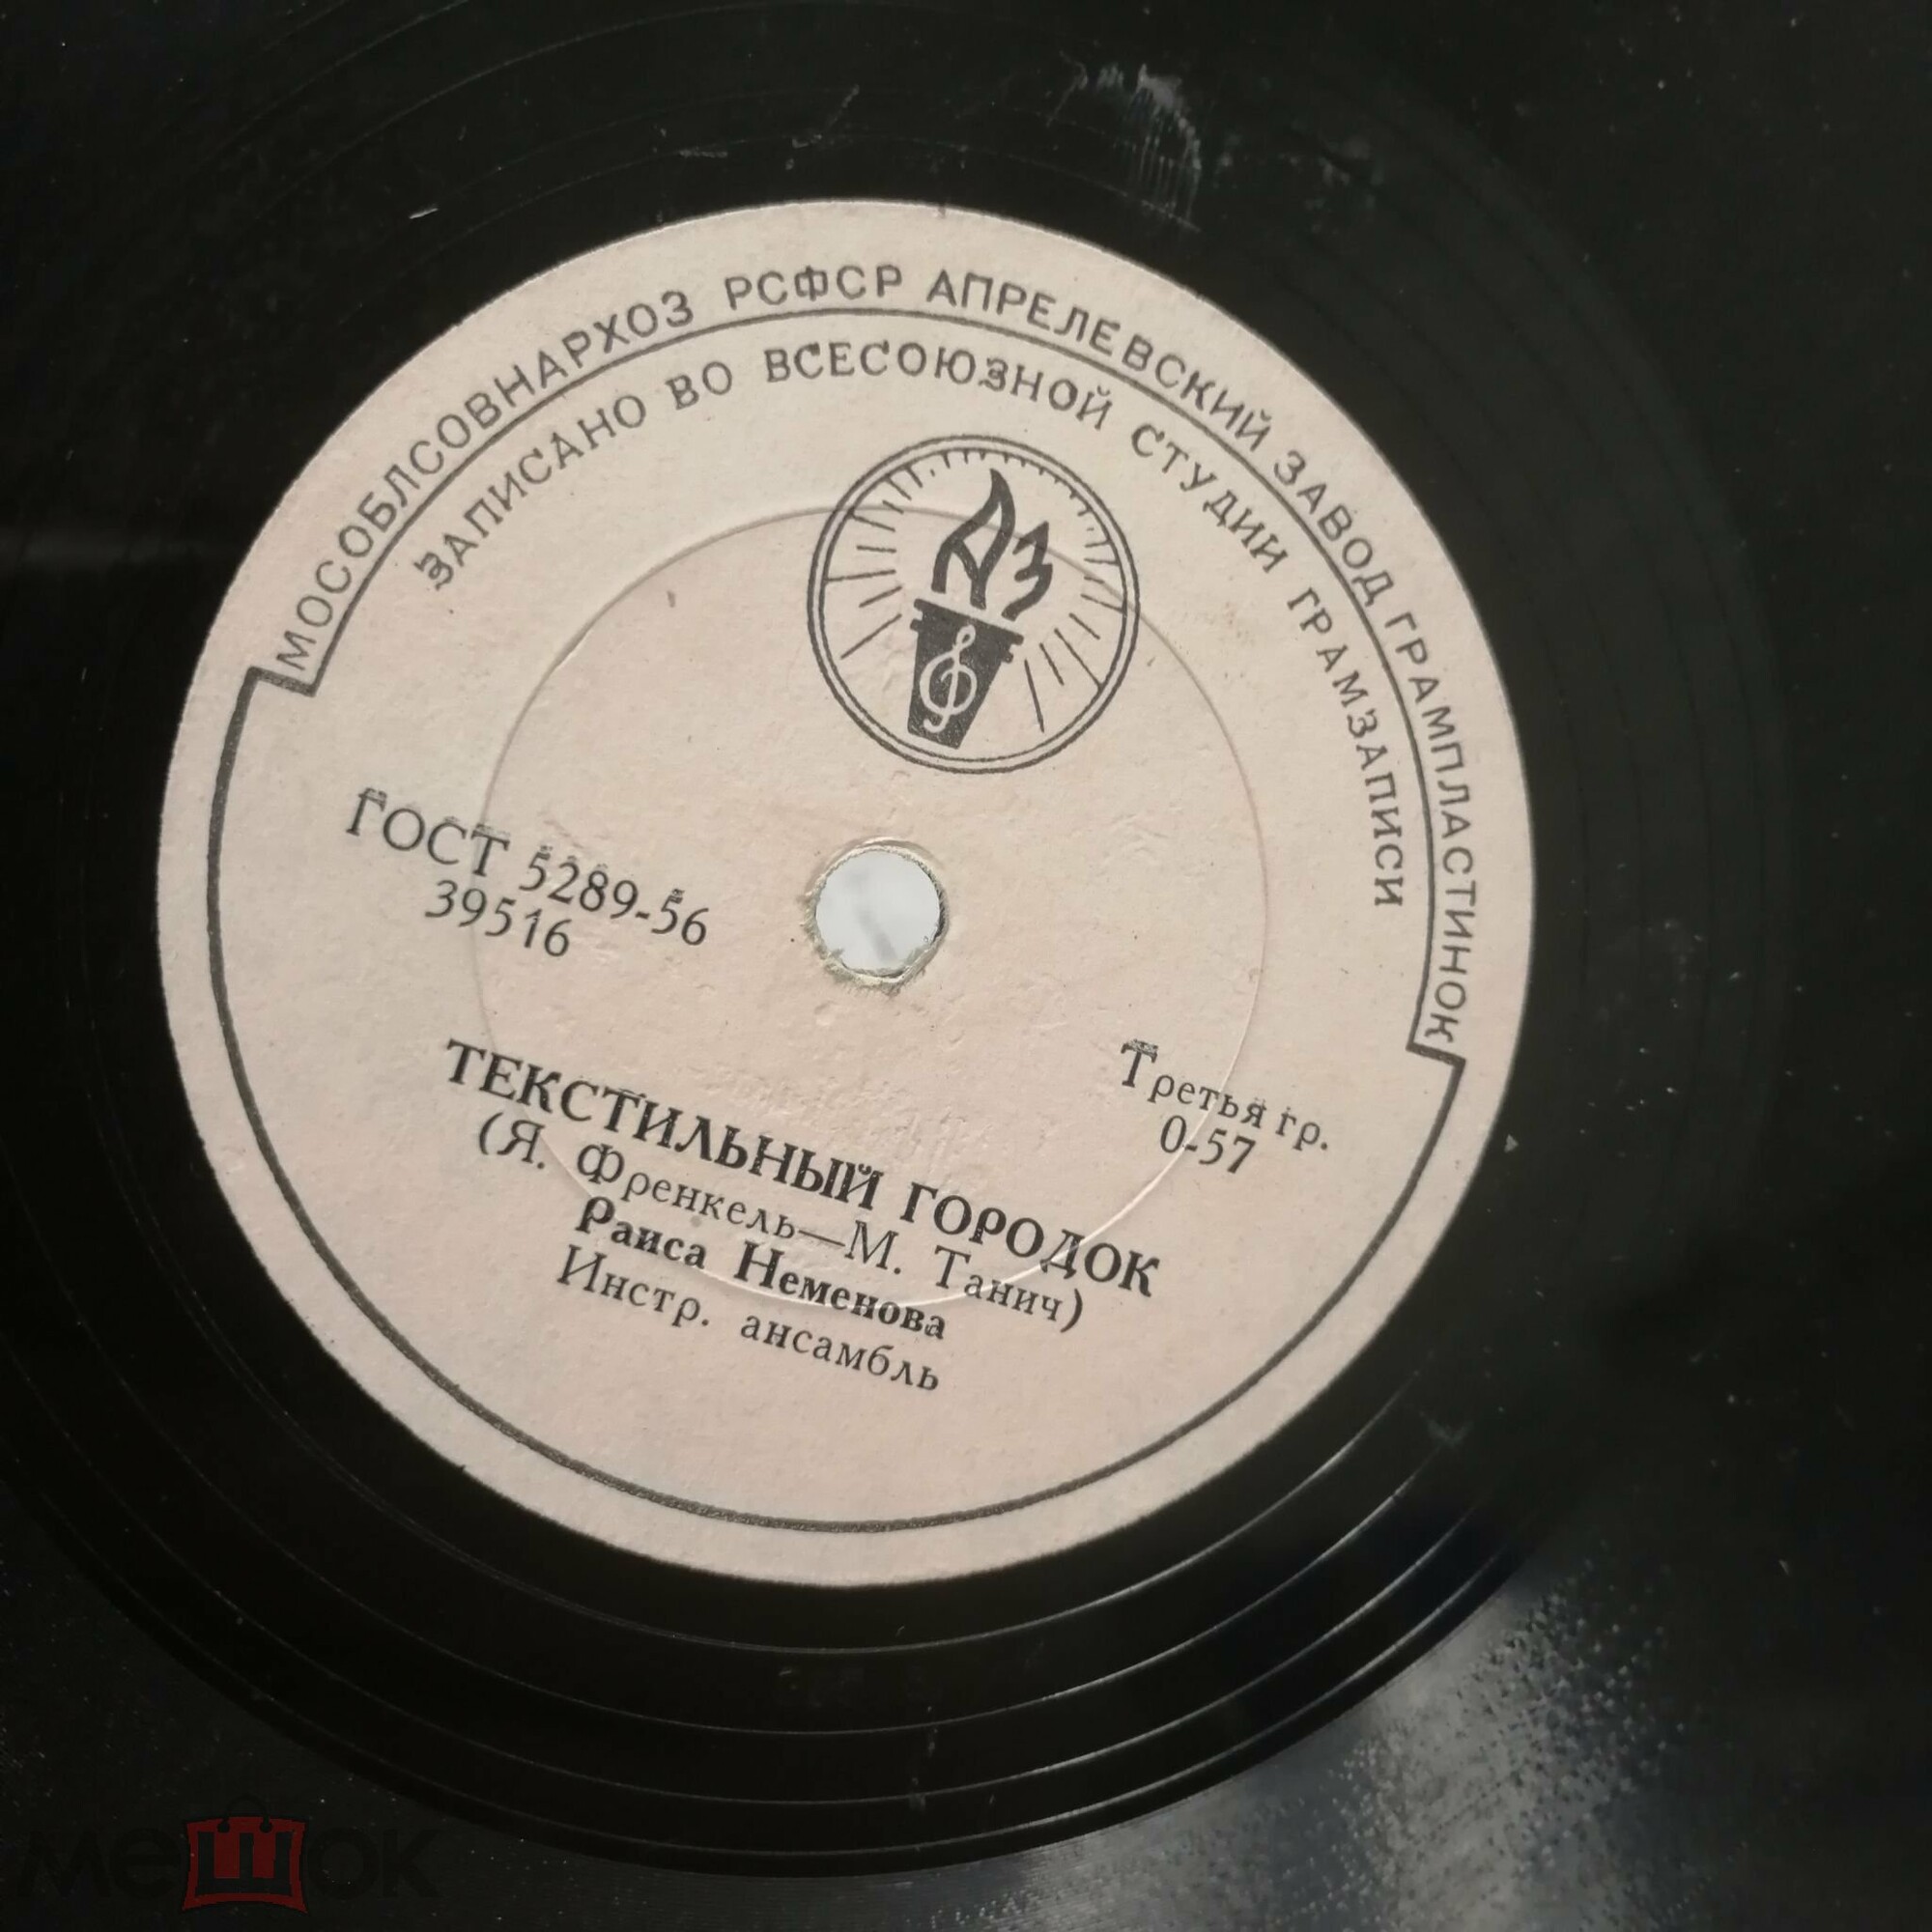 МОСОБЛСОВНАРХОЗ РСФСР АПРЕЛЕВСКИЙ ЗАВОД ГРАМПЛАСТИНОК
ЗАПИСАНО ВО ВСЕСОЮЗНОЙ СТУДИИ ГРАМЗАПИСИ
АЗ
ГОСТ 5289-56
39516
Третья гр.
0-57
ТЕКСТИЛЬНЫЙ ГОРОДОК
(Я. Френкель—М. Танич)
Раиса Неменова
Инстр. ансамбль
мешок